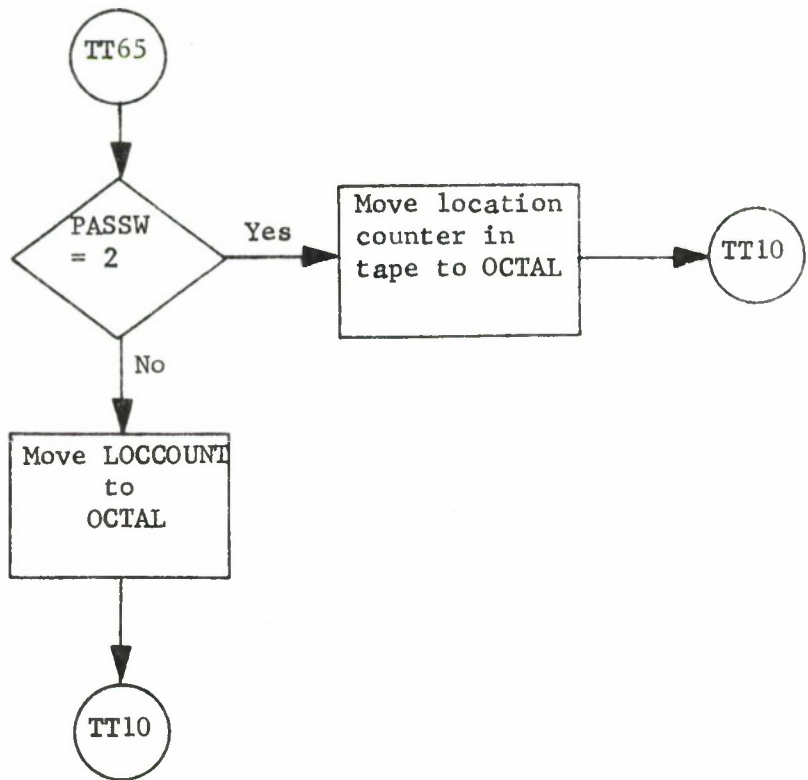 TT65
PASSW
= 2
Yes
Move location
counter in
tape to OCTAL
TT10
No
Move LOCCOUNT
to
OCTAL
TT10